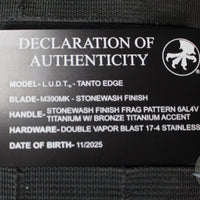 DECLARATION OF
AUTHENTICITY
MODEL- L.U.D.T.™ - TANTO EDGE
BLADE- M390MK - STONEWASH FINISH
HANDLE- STONEWASH FINISH FRAG PATTERN 6AL4V
TITANIUM W/ BRONZE TITANIUM ACCENT
HARDWARE- DOUBLE VAPOR BLAST 17-4 STAINLESS
DATE OF BIRTH- 11/2025